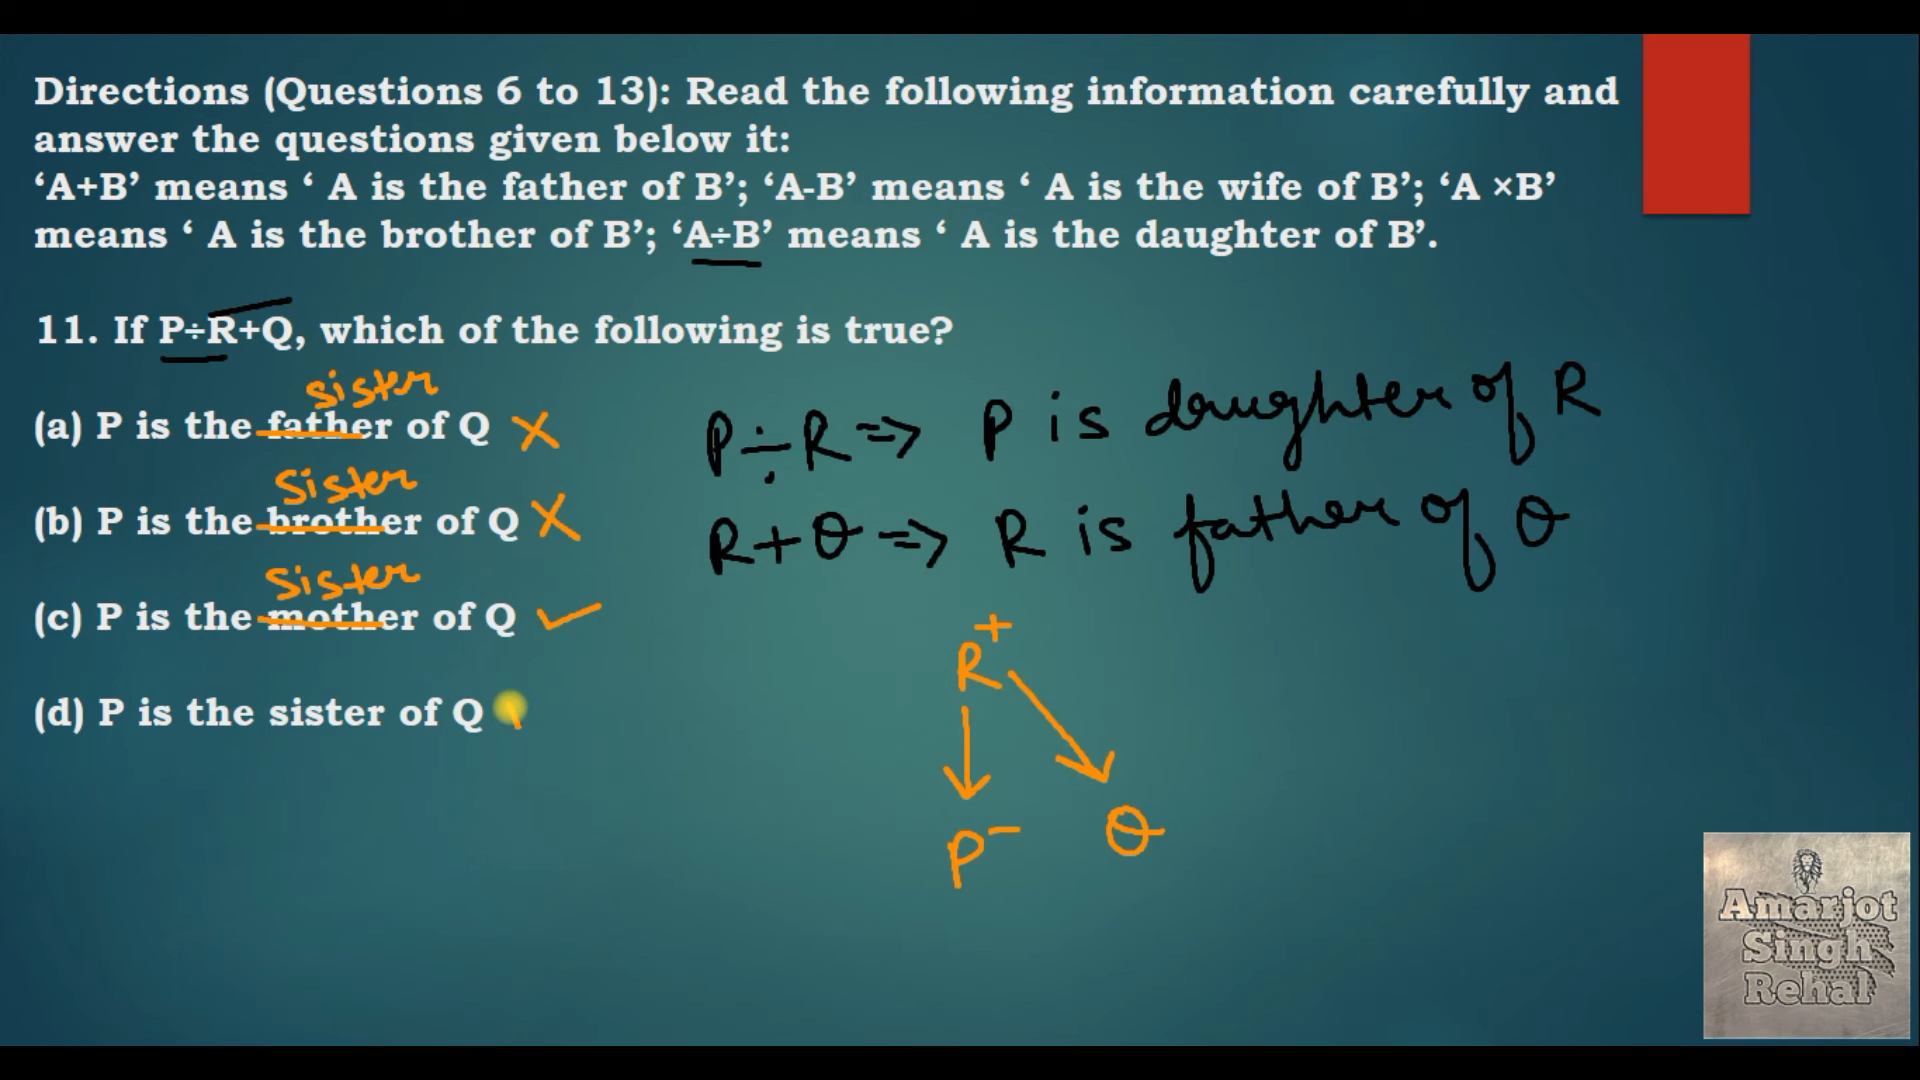 Directions (Questions 6 to 13): Read the following information carefully and
answer the questions given below it:
‘A+B’ means ‘ A is the father of B’; ‘A-B’ means ‘ A is the wife of B’; ‘A ×B’
means ‘ A is the brother of B’; ‘A÷B’ means ‘ A is the daughter of B’.
11. If P÷R+Q, which of the following is true?
sister
(a) P is the father of Q ✗
Sister
(b) P is the brother of Q ✗
Sister
(c) P is the mother of Q ✓
(d) P is the sister of Q
P÷R => P is daughter of R
R+Q => R is father of Q
R+
P- Q
Amarjot
Singh
Rehal